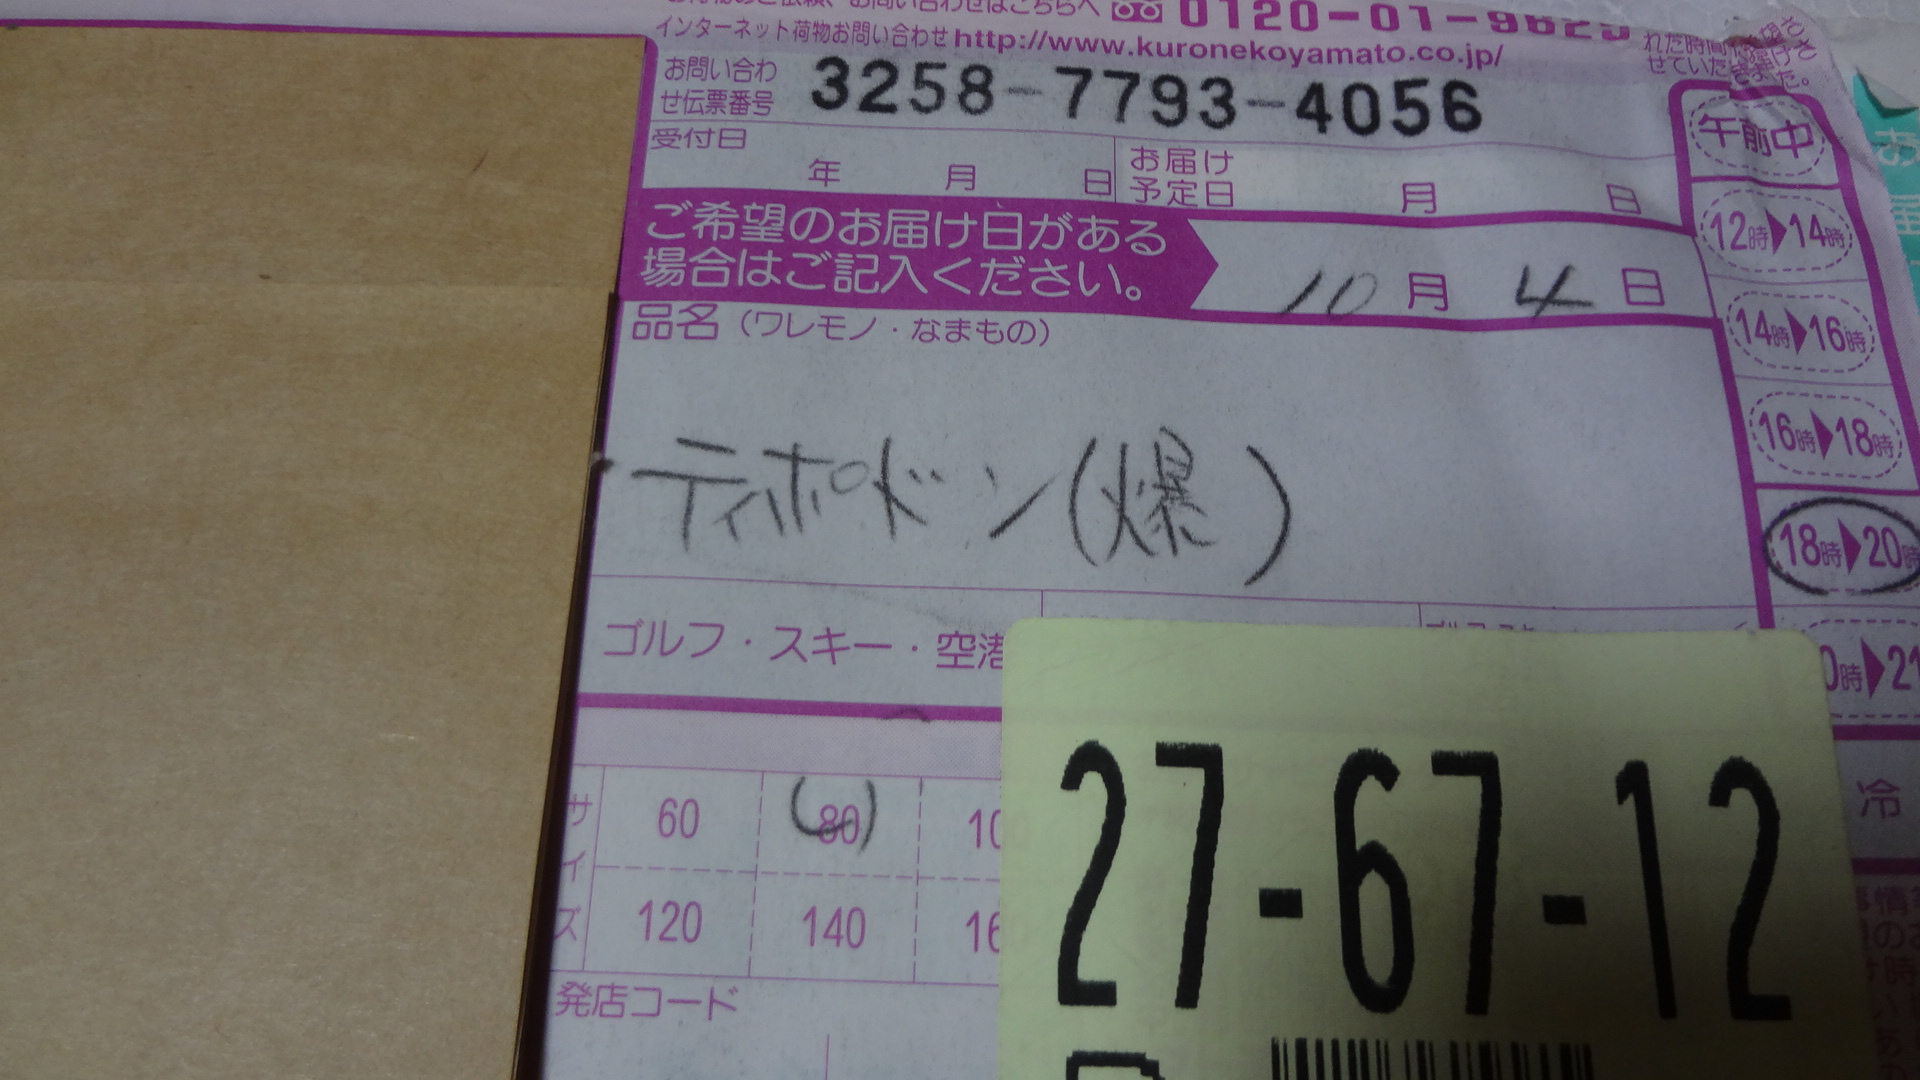 インターネット荷物お問い合わせ http://www.kuronekoyamato.co.jp/
お問い合わ
せ伝票番号
3258-7793-4056
受付日
年 月 日
お届け
予定日
月 日
ご希望のお届け日がある
場合はご記入ください。
10月 4日
品名（ワレモノ・なまもの）
ティポドン(爆)
午前中
12時▶14時
14時▶16時
16時▶18時
18時▶20時
ゴルフ・スキー・空港
サイズ
60 80
120 140
発店コード
27-67-12
冷